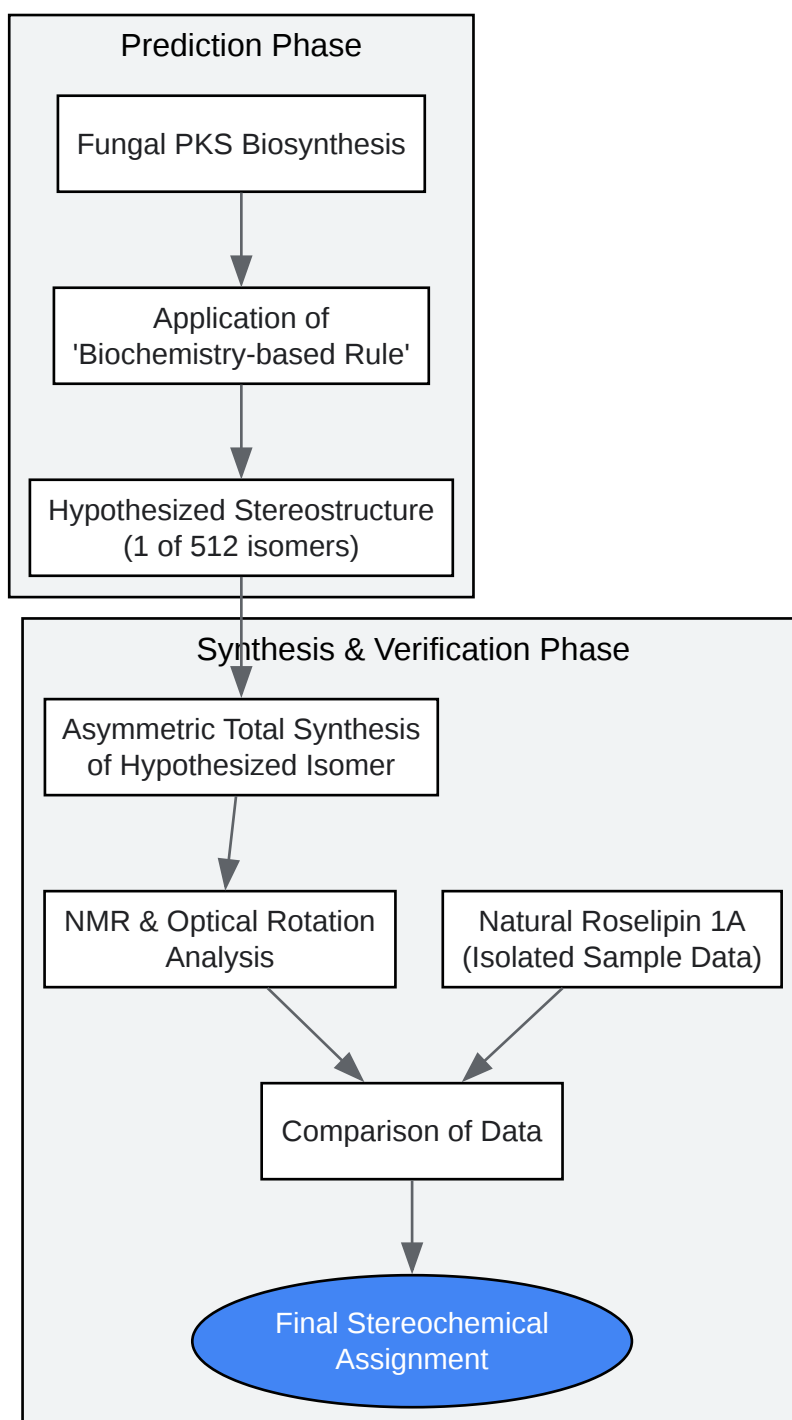 Prediction Phase
Fungal PKS Biosynthesis
Application of
'Biochemistry-based Rule'
Hypothesized Stereostructure
(1 of 512 isomers)
Synthesis & Verification Phase
Asymmetric Total Synthesis
of Hypothesized Isomer
NMR & Optical Rotation
Analysis
Natural Roselipin 1A
(Isolated Sample Data)
Comparison of Data
Final Stereochemical
Assignment